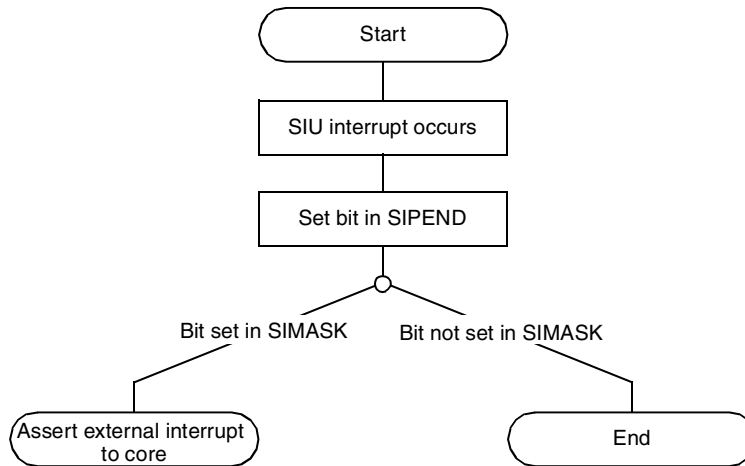 Start
SIU interrupt occurs
Set bit in SIPEND
Bit set in SIMASK
Bit not set in SIMASK
Assert external interrupt
to core
End